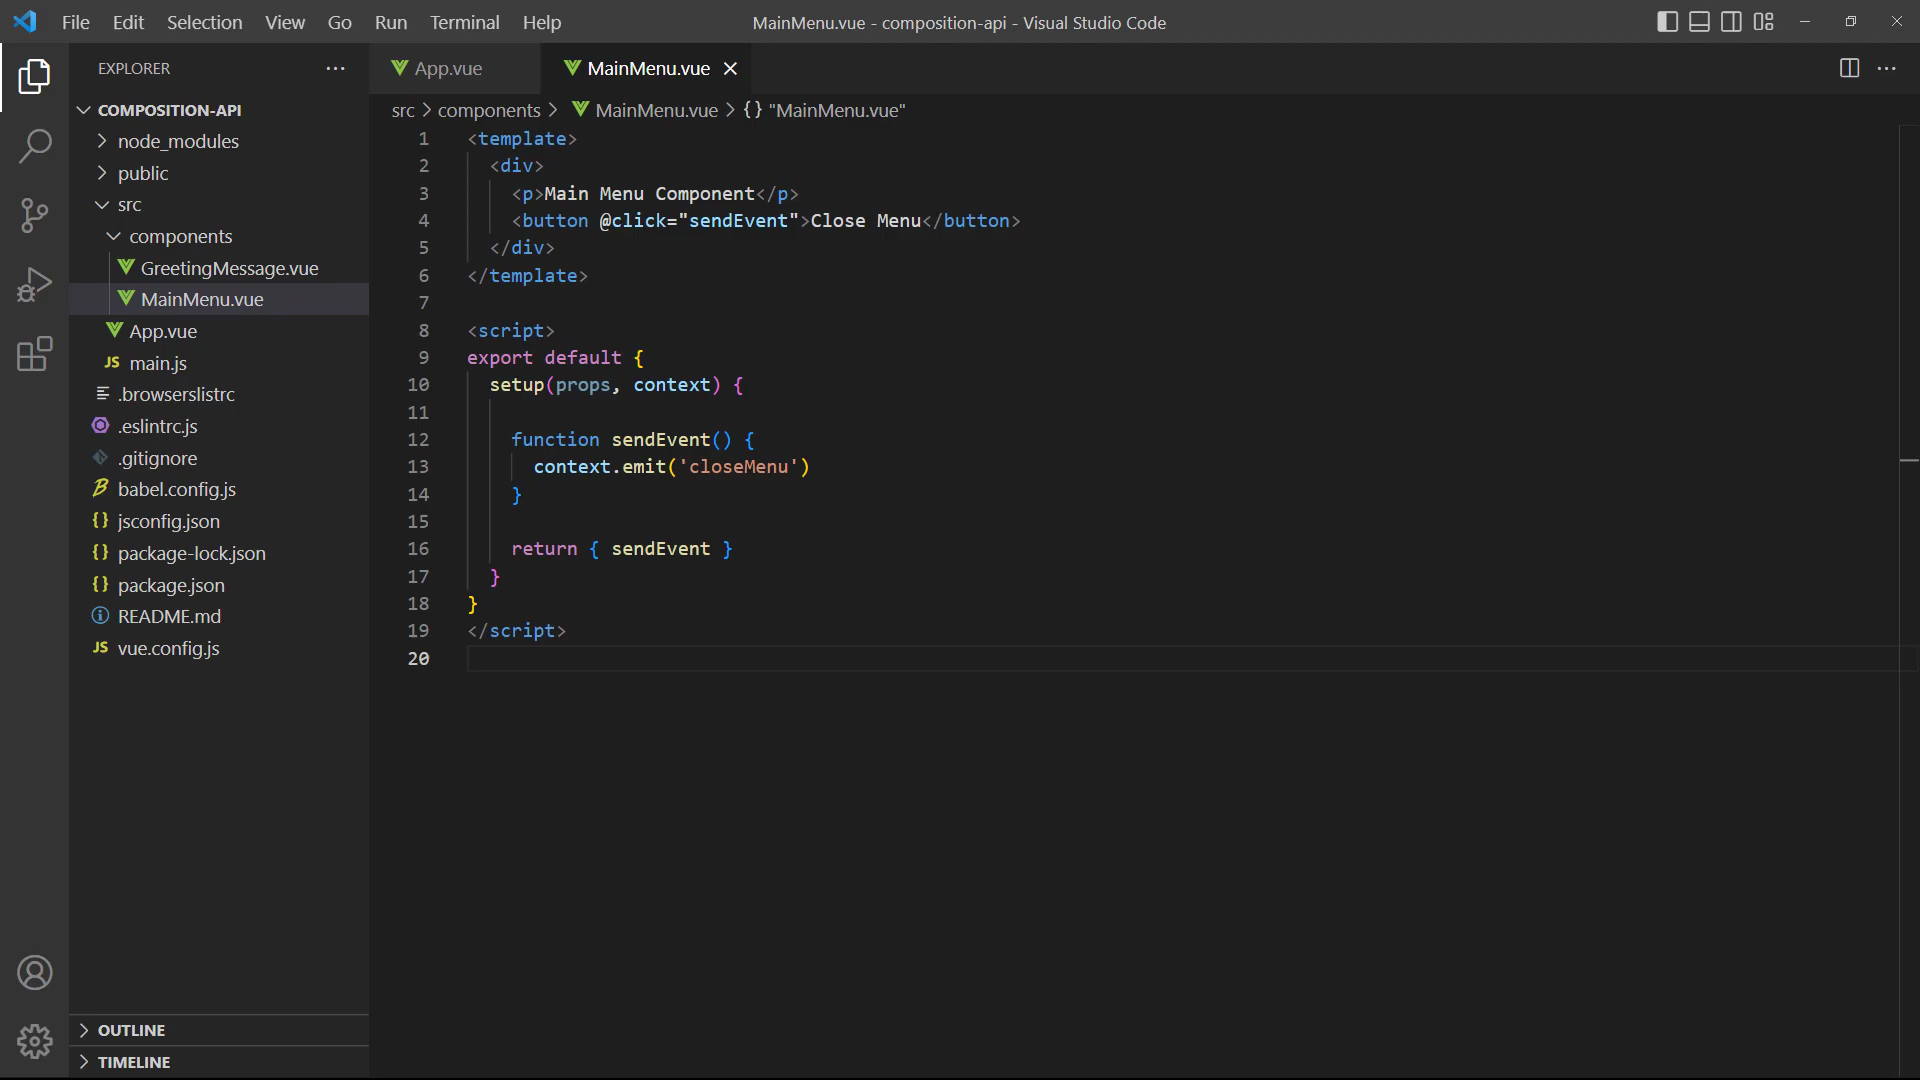 File Edit Selection View Go Run Terminal Help
MainMenu.vue - composition-api - Visual Studio Code
EXPLORER
COMPOSITION-API
node_modules
public
src
components
GreetingMessage.vue
MainMenu.vue
App.vue
JS main.js
.browserslistrc
.eslintrc.js
.gitignore
babel.config.js
{} jsconfig.json
{} package-lock.json
{} package.json
README.md
JS vue.config.js
OUTLINE
TIMELINE
App.vue
MainMenu.vue
src > components > MainMenu.vue > {} "MainMenu.vue"
1 <template>
2   <div>
3     <p>Main Menu Component</p>
4     <button @click="sendEvent">Close Menu</button>
5   </div>
6 </template>
7
8 <script>
9 export default {
10   setup(props, context) {
11
12     function sendEvent() {
13       context.emit('closeMenu')
14     }
15
16     return { sendEvent }
17   }
18 }
19 </script>
20